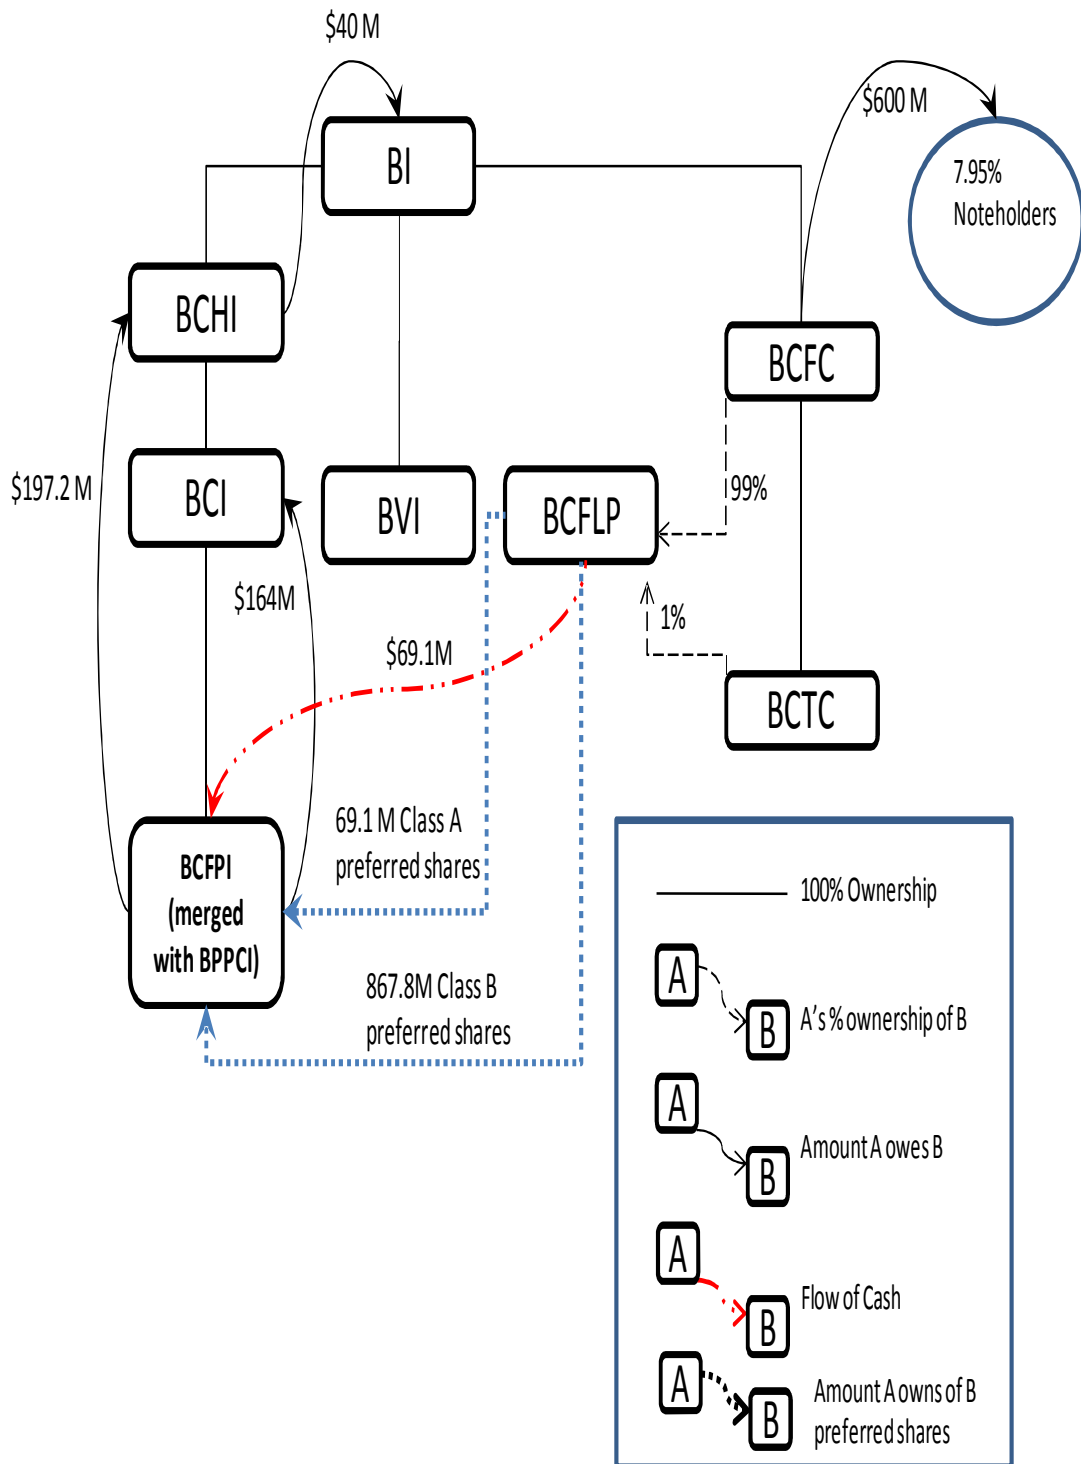 $40 M
$600 M
BI
7.95%
Noteholders
BCHI
BCFC
$197.2 M
BCI
BVI
BCFLP
99%
$164M
1%
$69.1M
BCTC
69.1 M Class A
preferred shares
BCFPI
(merged
with BPPCI)
867.8M Class B
preferred shares
100% Ownership
A
B
A's % ownership of B
A
B
Amount A owes B
A
B
Flow of Cash
A
B
Amount A owns of B
preferred shares